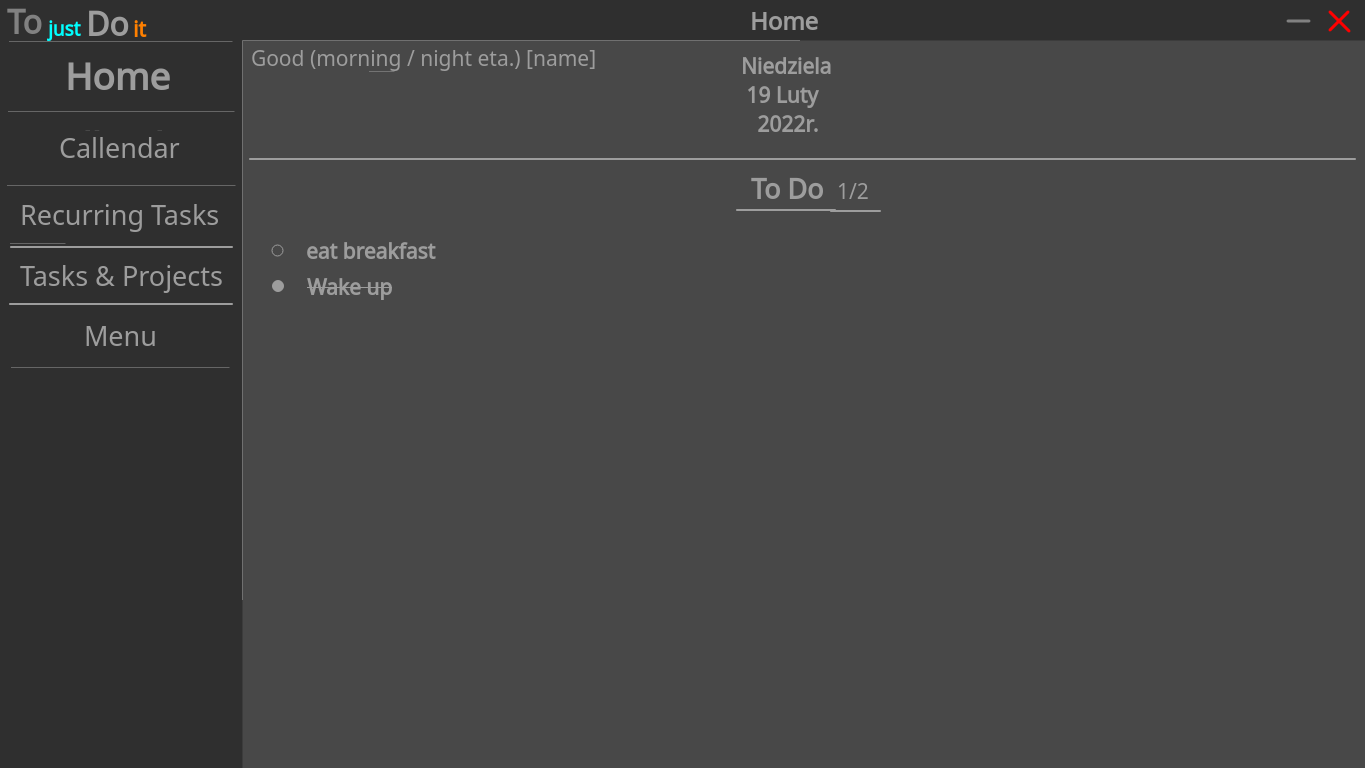 To just Do it
Home
Home
Callendar
Recurring Tasks
Tasks & Projects
Menu
Good (morning / night eta.) [name]
Niedziela
19 Luty
2022r.
To Do 1/2
eat breakfast
Wake up